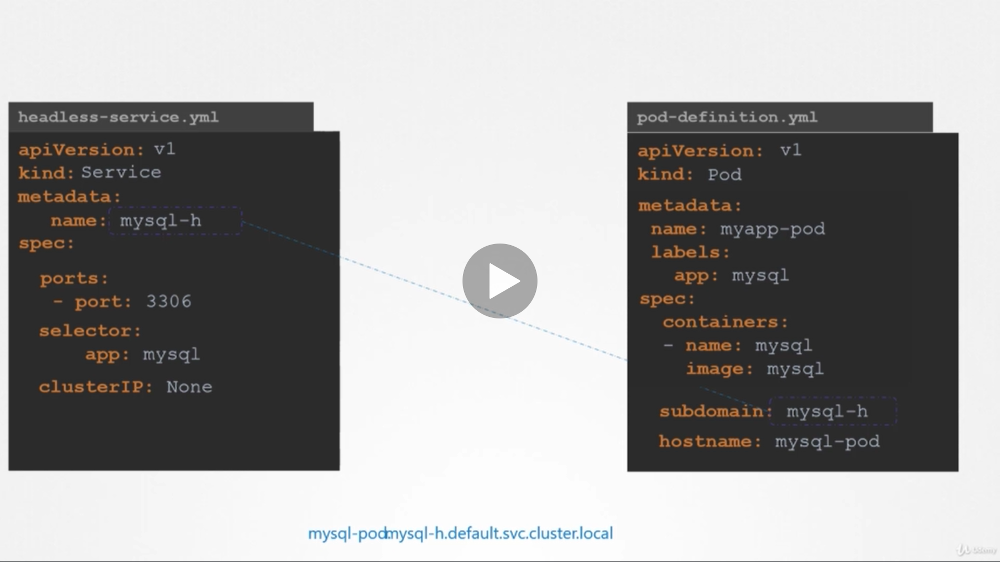 headless-service.yml
apiVersion: v1
kind: Service
metadata:
name: mysql-h
spec:
ports:
- port: 3306
selector:
app: mysql
clusterIP: None
pod-definition.yml
apiVersion: v1
kind: Pod
metadata:
name: myapp-pod
labels:
app: mysql
spec:
containers:
- name: mysql
image: mysql
subdomain: mysql-h
hostname: mysql-pod
mysql-pod.mysql-h.default.svc.cluster.local
Udemy